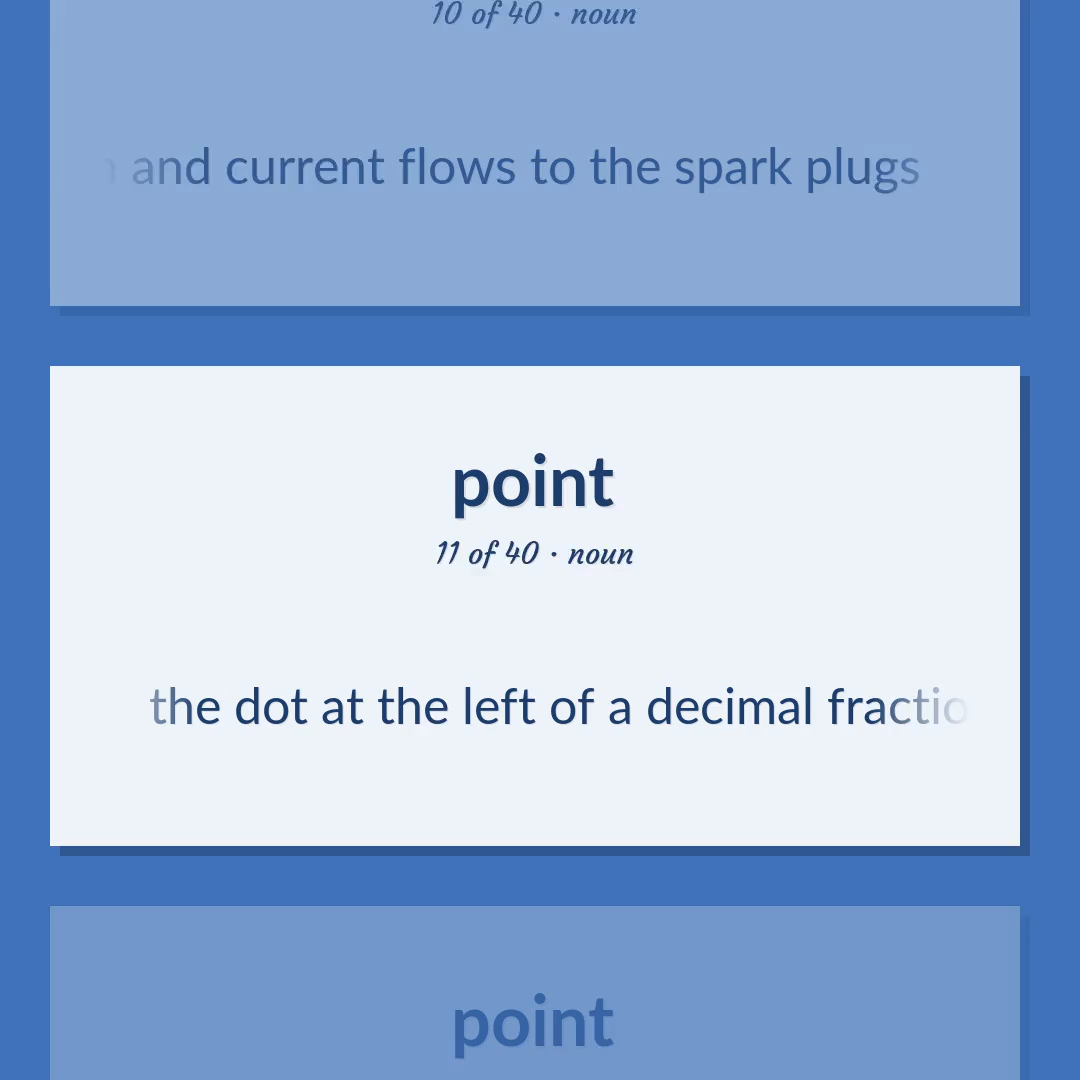 10 of 40 · noun
and current flows to the spark plugs
point
11 of 40 · noun
the dot at the left of a decimal fractio
point